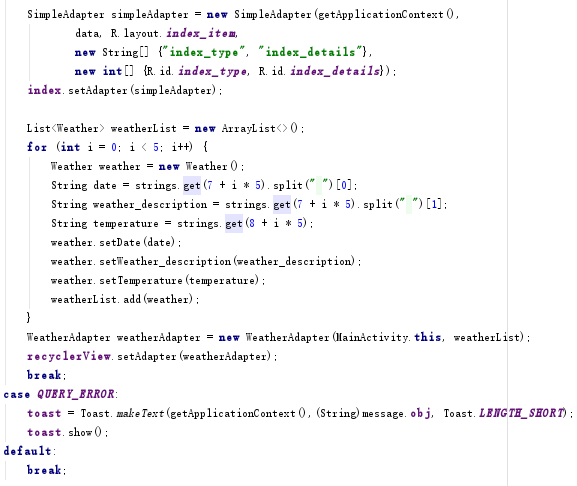 SimpleAdapter simpleAdapter = new SimpleAdapter(getApplicationContext(),
data, R.layout.index_item,
new String[] {"index_type", "index_details"},
new int[] {R.id.index_type, R.id.index_details});
index.setAdapter(simpleAdapter);
List<Weather> weatherList = new ArrayList<>();
for (int i = 0; i < 5; i++) {
Weather weather = new Weather();
String date = strings.get(7 + i * 5).split(" ")[0];
String weather_description = strings.get(7 + i * 5).split(" ")[1];
String temperature = strings.get(8 + i * 5);
weather.setDate(date);
weather.setWeather_description(weather_description);
weather.setTemperature(temperature);
weatherList.add(weather);
}
WeatherAdapter weatherAdapter = new WeatherAdapter(MainActivity.this, weatherList);
recyclerView.setAdapter(weatherAdapter);
break;
case QUERY_ERROR:
toast = Toast.makeText(getApplicationContext(),(String)message.obj, Toast.LENGTH_SHORT);
toast.show();
default:
break;